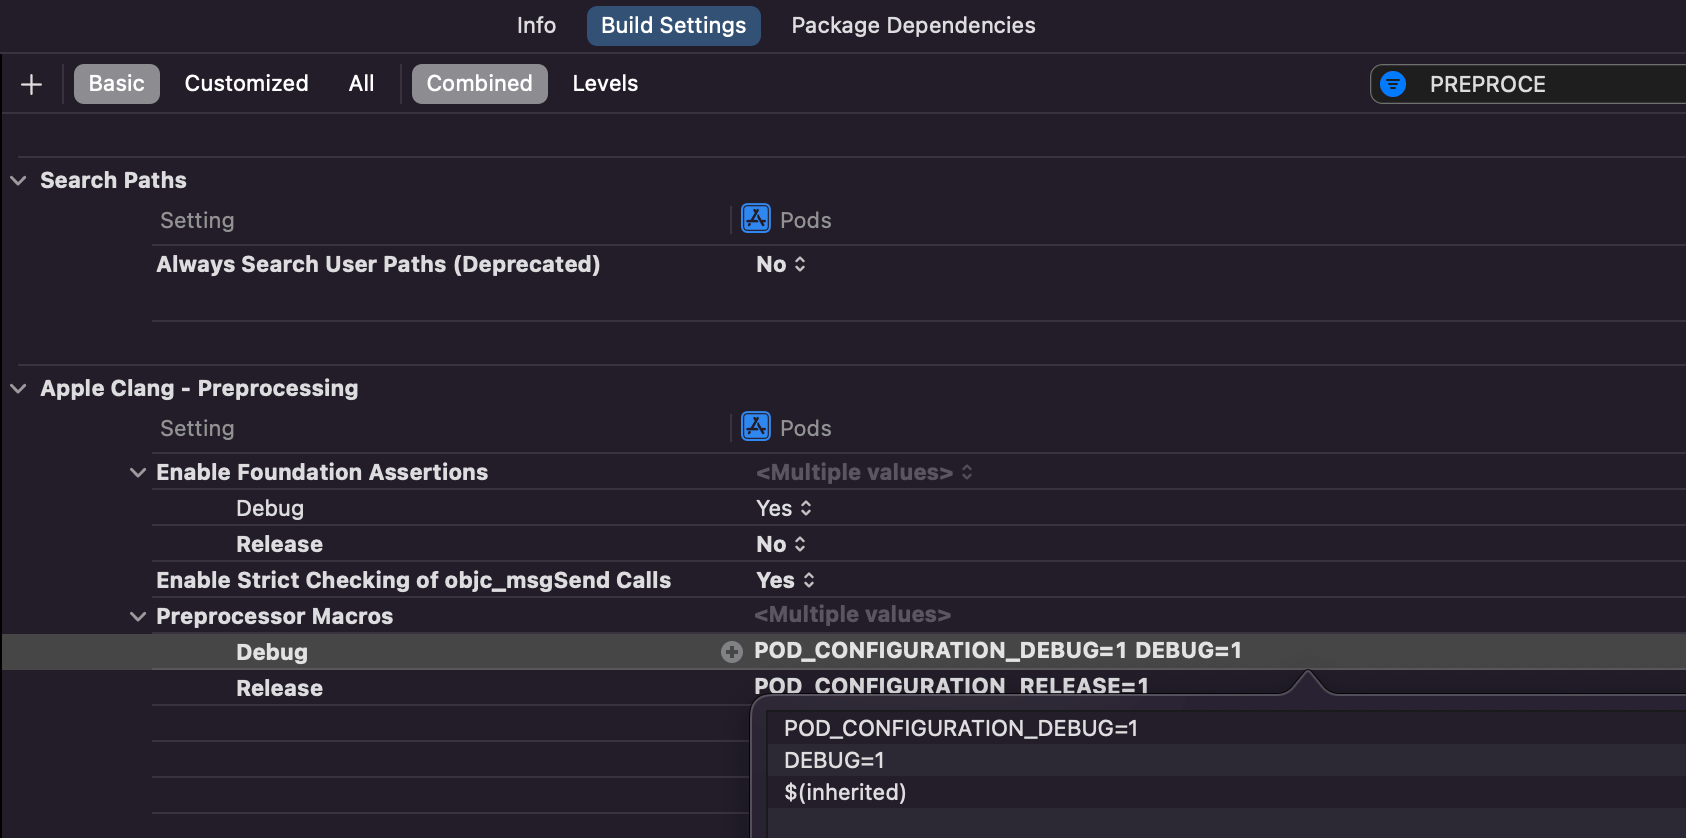 Info Build Settings Package Dependencies
Basic Customized All Combined Levels PREPROCE
Search Paths
Setting Pods
Always Search User Paths (Deprecated) No
Apple Clang - Preprocessing
Setting Pods
Enable Foundation Assertions <Multiple values>
Debug Yes
Release No
Enable Strict Checking of objc_msgSend Calls Yes
Preprocessor Macros <Multiple values>
Debug POD_CONFIGURATION_DEBUG=1 DEBUG=1
Release POD_CONFIGURATION_RELEASE=1
POD_CONFIGURATION_DEBUG=1
DEBUG=1
$(inherited)